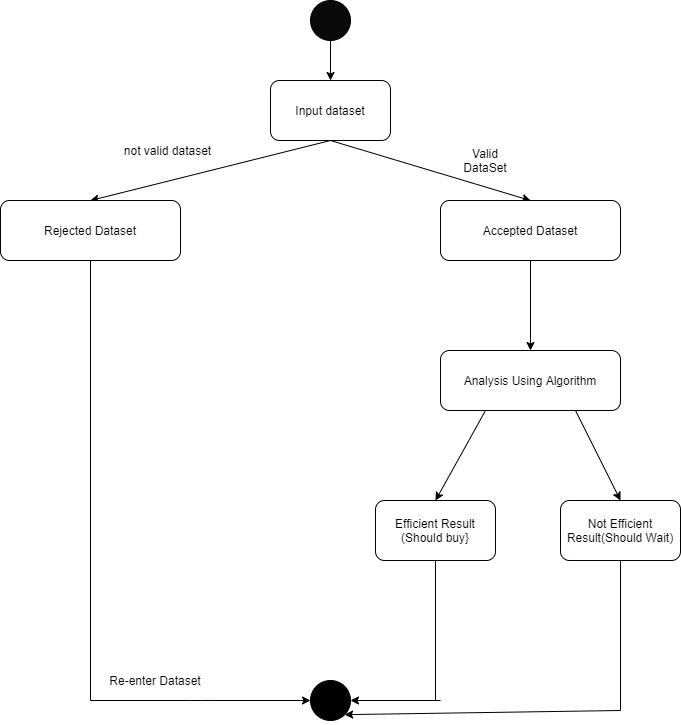 Input dataset
not valid dataset
Valid
DataSet
Rejected Dataset
Accepted Dataset
Analysis Using Algorithm
Efficient Result
(Should buy}
Not Efficient
Result(Should Wait)
Re-enter Dataset